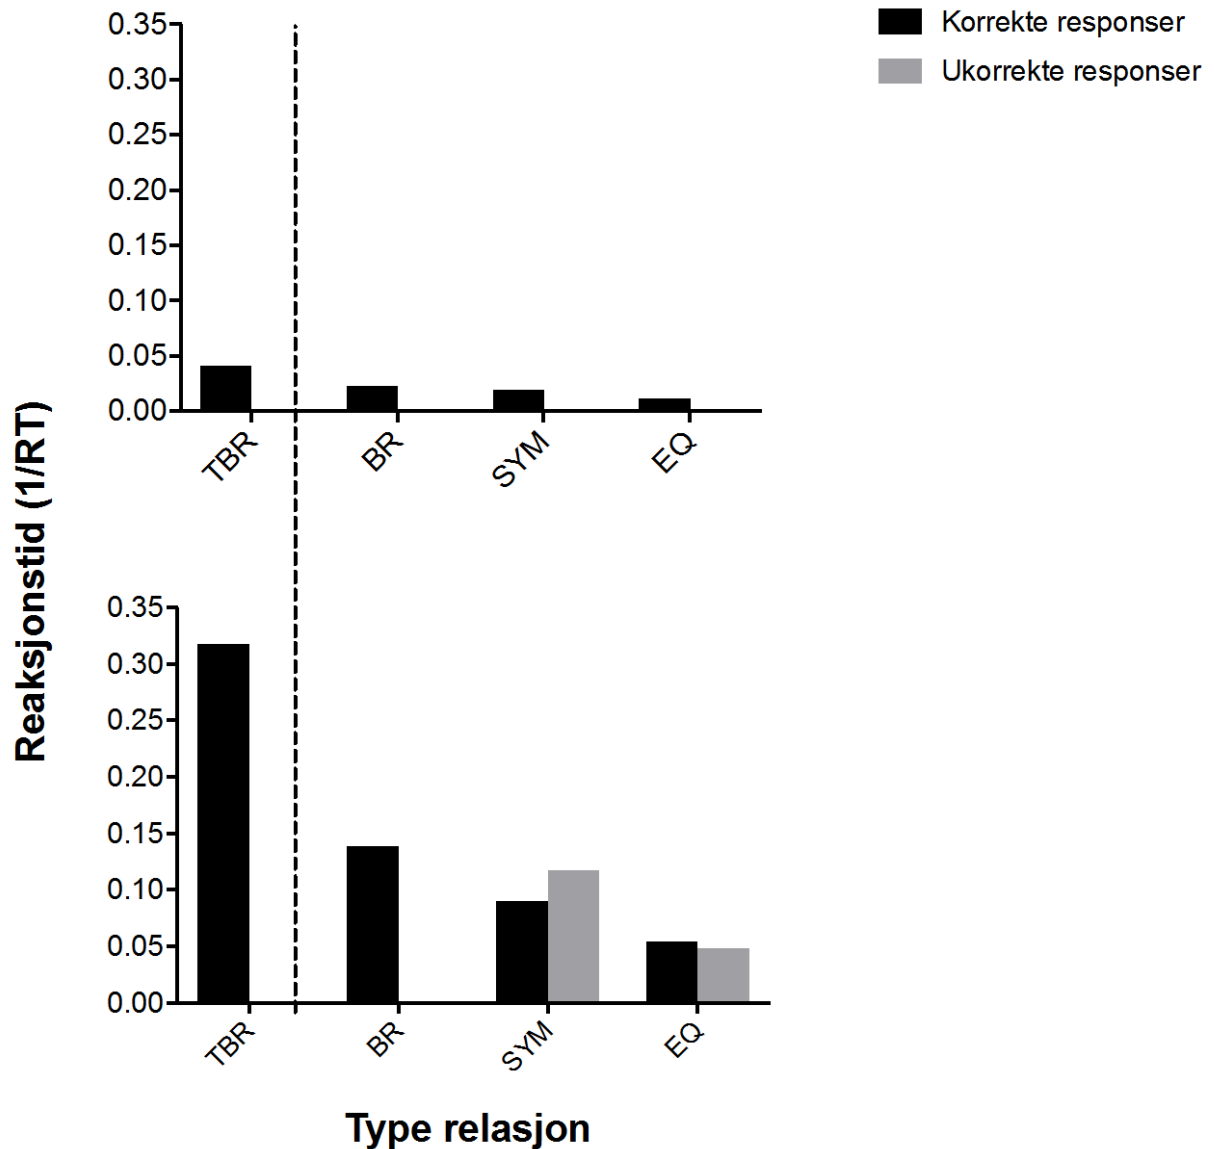 Korrekte responser
Ukorrekte responser
Reaksjonstid (1/RT)
0.35
0.30
0.25
0.20
0.15
0.10
0.05
0.00
TBR
BR
SYM
EQ
0.35
0.30
0.25
0.20
0.15
0.10
0.05
0.00
TBR
BR
SYM
EQ
Type relasjon